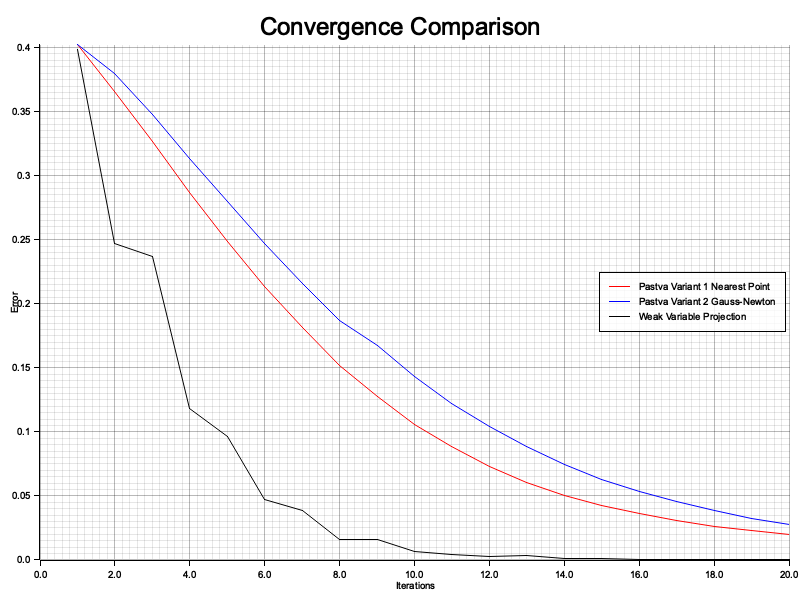 Convergence Comparison
0.4
0.35
0.3
0.25
0.2
0.15
0.1
0.05
0.0
Error
Pastva Variant 1 Nearest Point
Pastva Variant 2 Gauss-Newton
Weak Variable Projection
0.0 2.0 4.0 6.0 8.0 10.0 12.0 14.0 16.0 18.0 20.0
Iterations